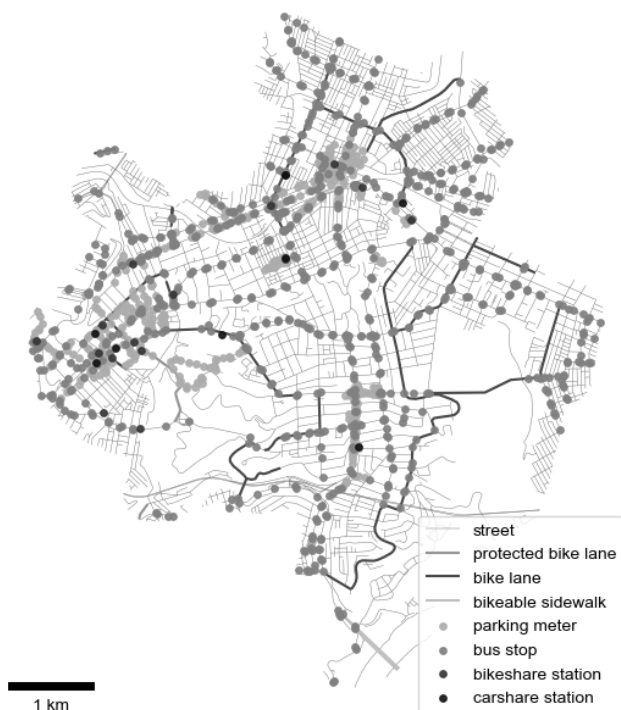 street
protected bike lane
bike lane
bikeable sidewalk
parking meter
bus stop
bikeshare station
carshare station
1 km